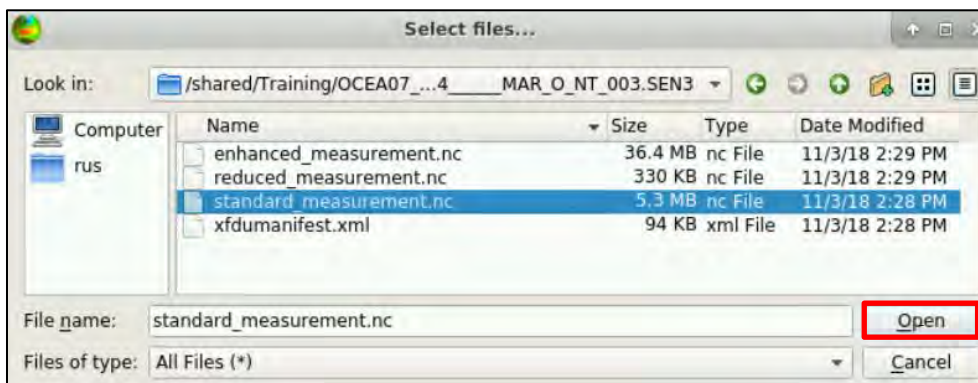 Select files...
Look in: /shared/Training/OCEA07_...4_____MAR_O_NT_003.SEN3
Computer
rus
Name Size Type Date Modified
enhanced_measurement.nc 36.4 MB nc File 11/3/18 2:29 PM
reduced_measurement.nc 330 KB nc File 11/3/18 2:29 PM
standard_measurement.nc 5.3 MB nc File 11/3/18 2:28 PM
xfdumanifest.xml 94 KB xml File 11/3/18 2:28 PM
File name: standard_measurement.nc Open
Files of type: All Files (*) Cancel